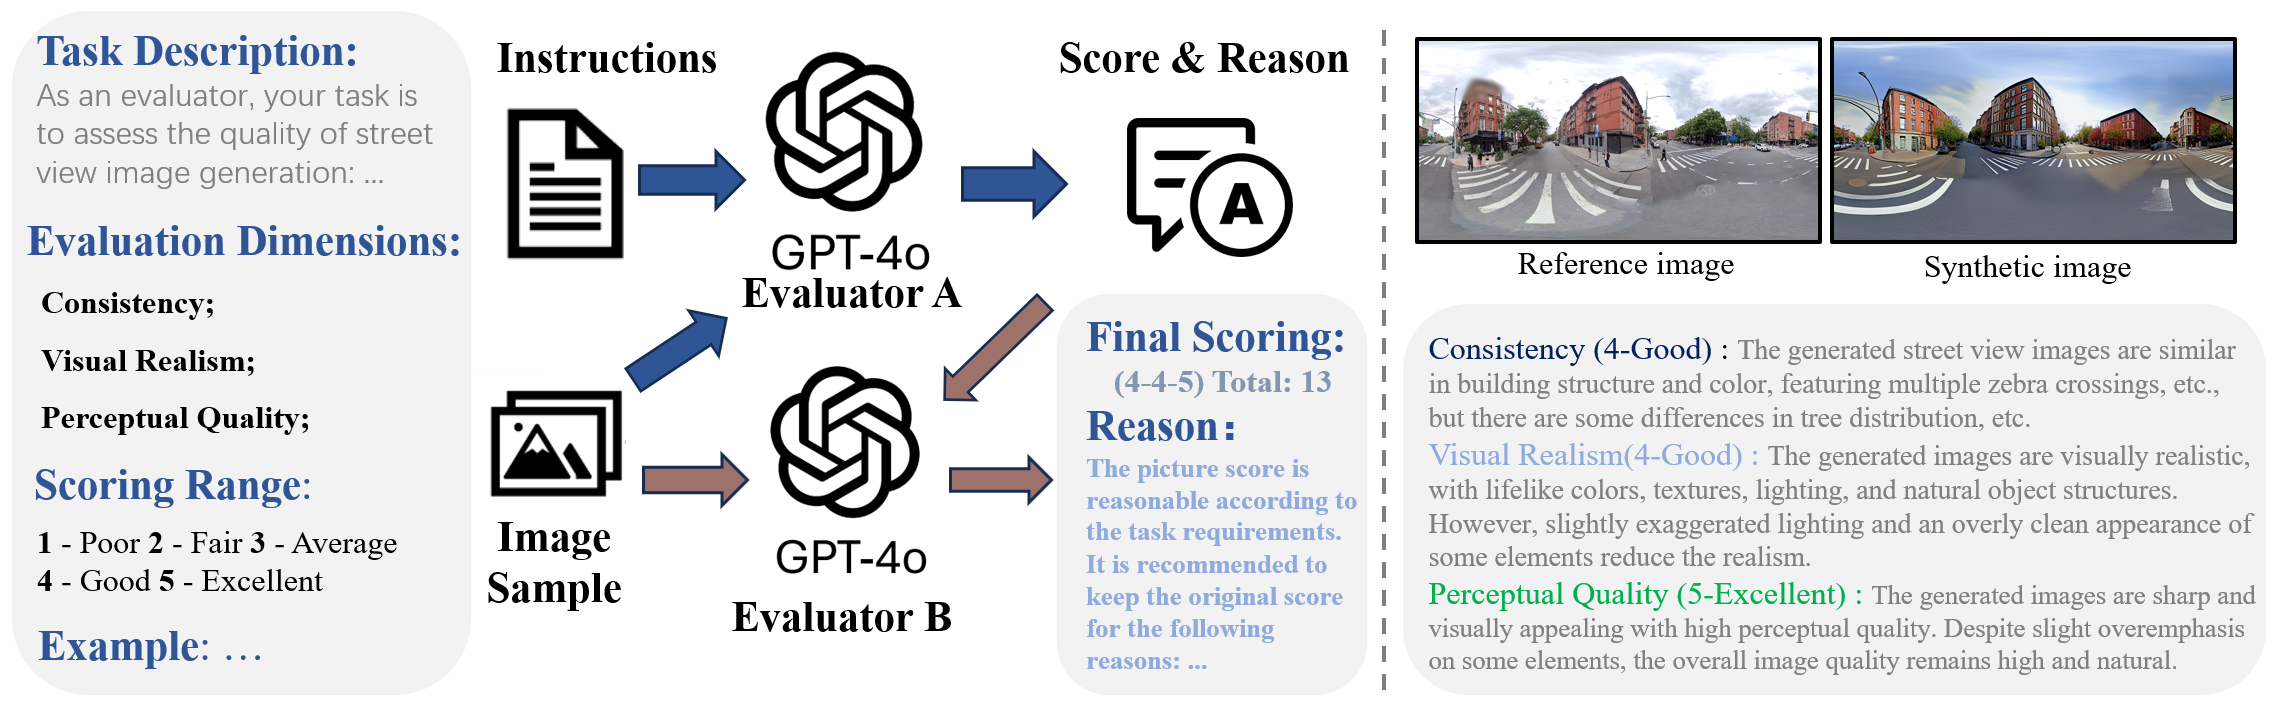 Task Description:
As an evaluator, your task is
to assess the quality of street
view image generation: ...
Evaluation Dimensions:
Consistency;
Visual Realism;
Perceptual Quality;
Scoring Range:
1 - Poor 2 - Fair 3 - Average
4 - Good 5 - Excellent
Example: ...
Instructions
GPT-4o
Evaluator A
Score & Reason
A
Image
Sample
GPT-4o
Evaluator B
Final Scoring:
(4-4-5) Total: 13
Reason:
The picture score is
reasonable according to
the task requirements.
It is recommended to
keep the original score
for the following
reasons: ...
Reference image
Synthetic image
Consistency (4-Good) : The generated street view images are similar
in building structure and color, featuring multiple zebra crossings, etc.,
but there are some differences in tree distribution, etc.
Visual Realism(4-Good) : The generated images are visually realistic,
with lifelike colors, textures, lighting, and natural object structures.
However, slightly exaggerated lighting and an overly clean appearance of
some elements reduce the realism.
Perceptual Quality (5-Excellent) : The generated images are sharp and
visually appealing with high perceptual quality. Despite slight overemphasis
on some elements, the overall image quality remains high and natural.